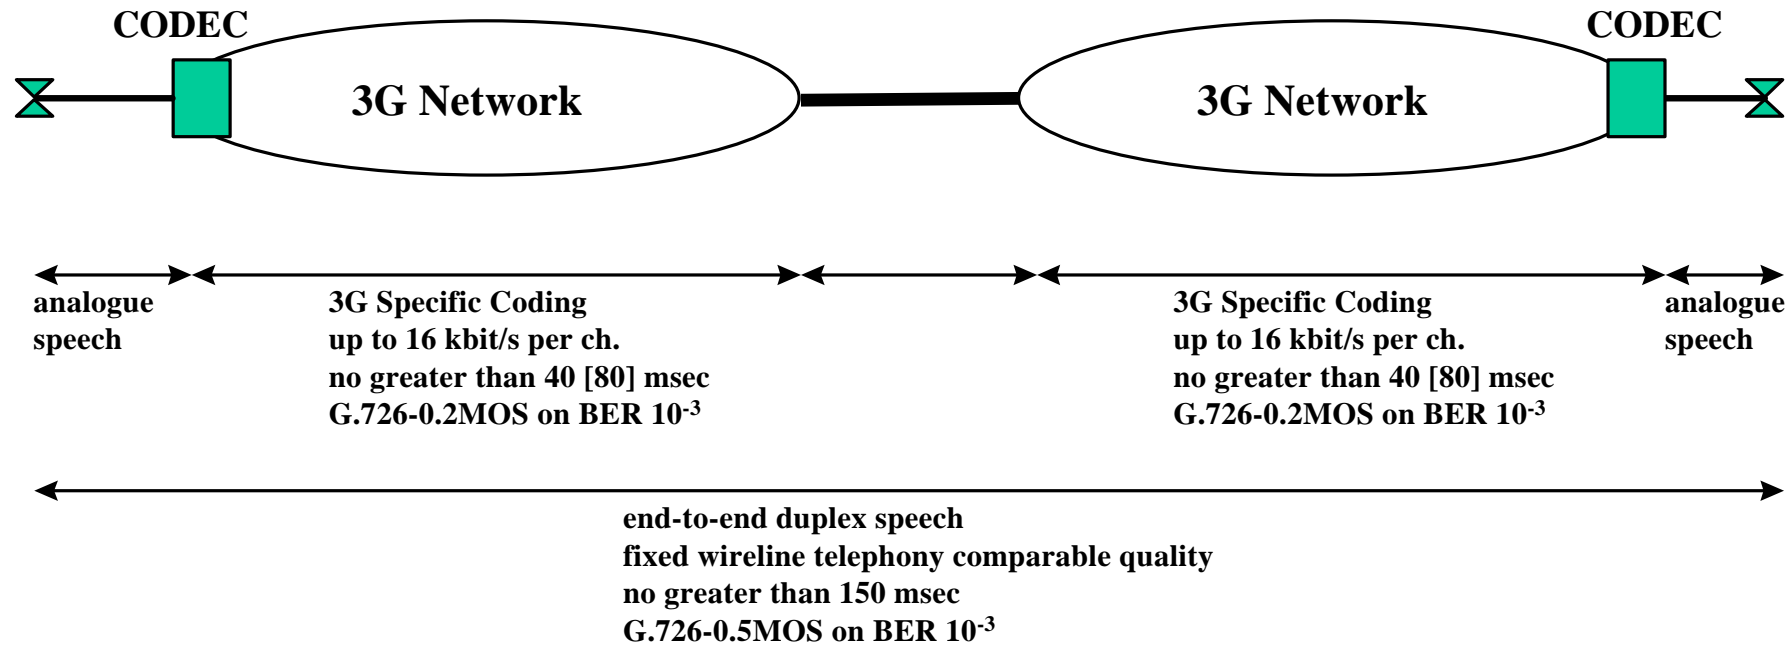 CODEC
CODEC
3G Network
3G Network
analogue
speech
3G Specific Coding
up to 16 kbit/s per ch.
no greater than 40 [80] msec
G.726-0.2MOS on BER 10⁻³
3G Specific Coding
up to 16 kbit/s per ch.
no greater than 40 [80] msec
G.726-0.2MOS on BER 10⁻³
analogue
speech
end-to-end duplex speech
fixed wireline telephony comparable quality
no greater than 150 msec
G.726-0.5MOS on BER 10⁻³